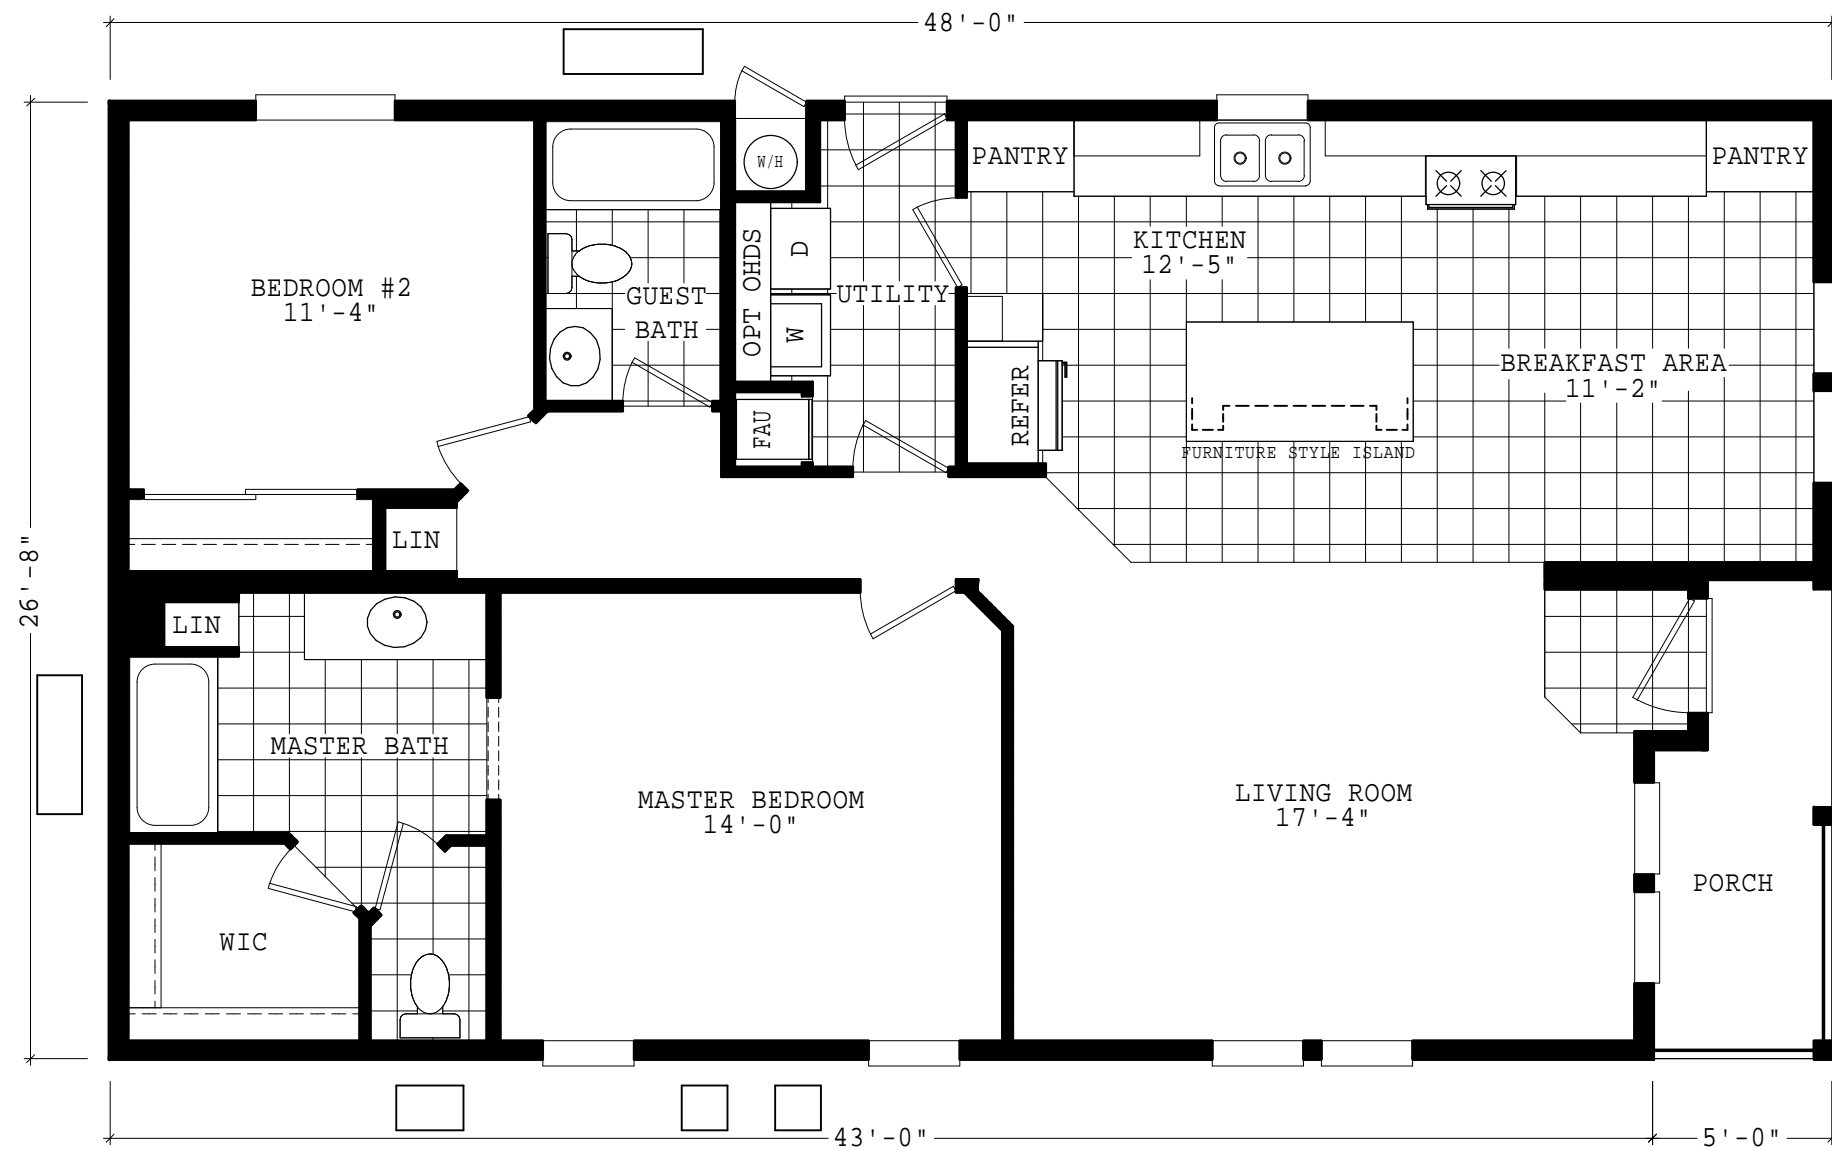 48'-0"
W/H
PANTRY
PANTRY
KITCHEN
12'-5"
BEDROOM #2
11'-4"
GUEST
BATH
OPT OHDS
D
W
UTILITY
BREAKFAST AREA
11'-2"
REFER
FAU
FURNITURE STYLE ISLAND
LIN
26'-8"
LIN
MASTER BATH
MASTER BEDROOM
14'-0"
LIVING ROOM
17'-4"
PORCH
WIC
43'-0"
5'-0"